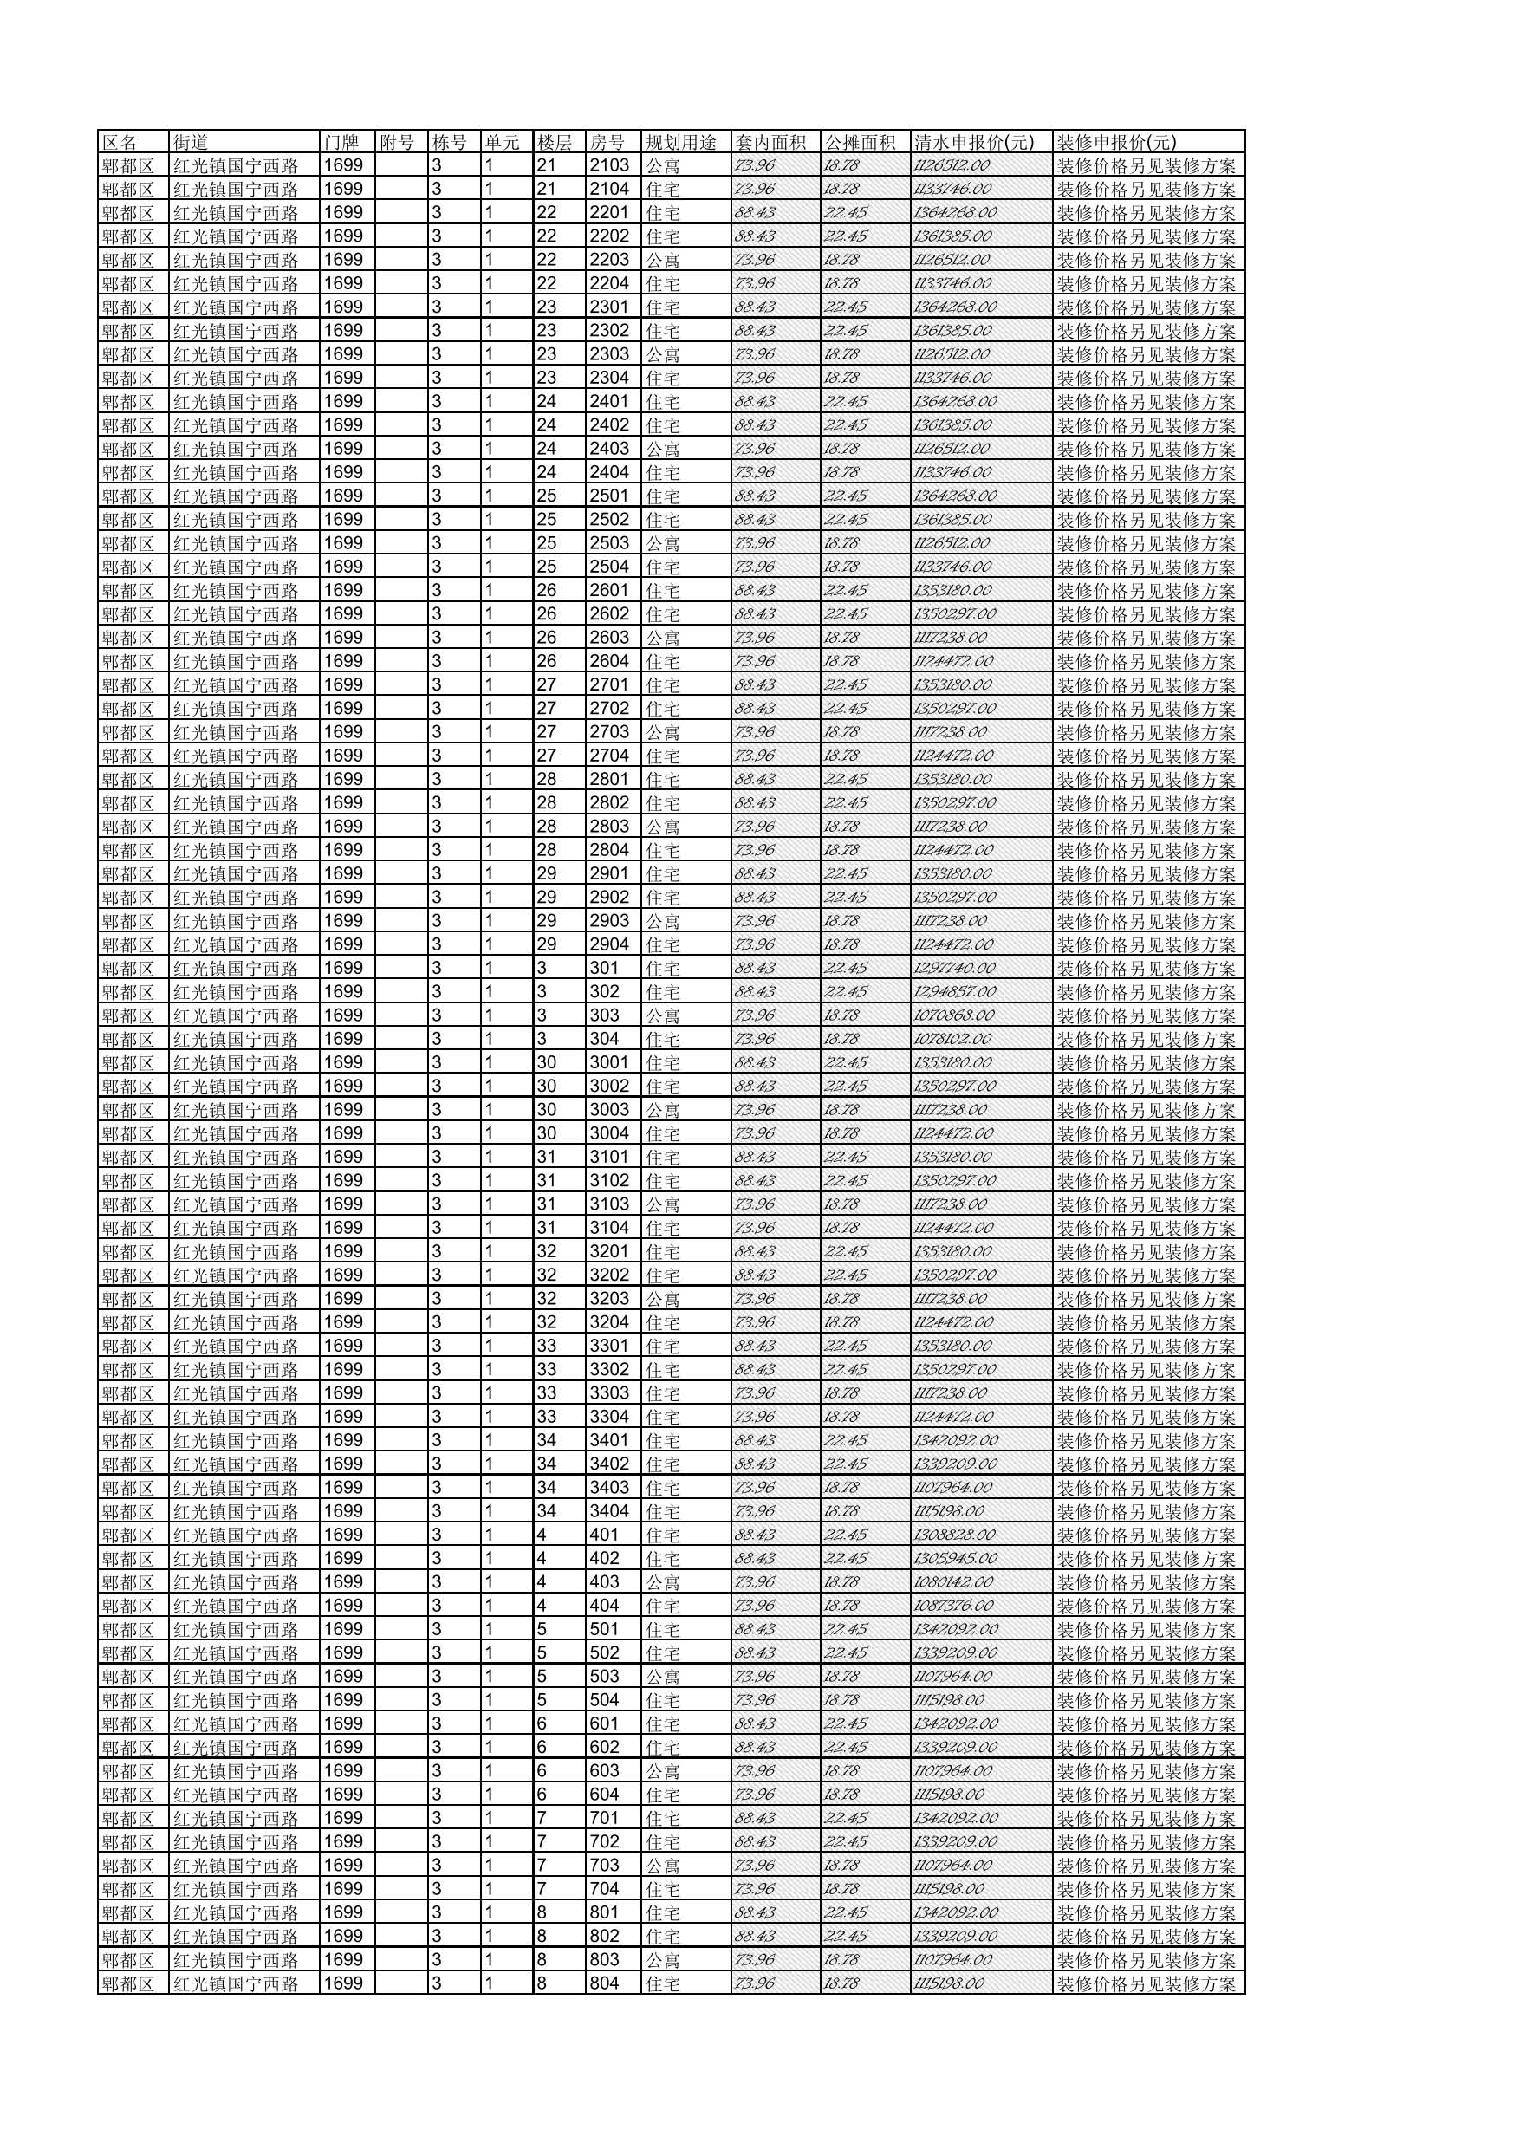 区名 街道 门牌 附号 栋号 单元 楼层 房号 规划用途 套内面积 公摊面积 清水申报价(元) 装修申报价(元)
郫都区 红光镇国宁西路 1699 3 1 21 2103 公寓 73.96 18.78 1126512.00 装修价格另见装修方案
郫都区 红光镇国宁西路 1699 3 1 21 2104 住宅 73.96 18.78 1133746.00 装修价格另见装修方案
郫都区 红光镇国宁西路 1699 3 1 22 2201 住宅 88.43 22.45 1364268.00 装修价格另见装修方案
郫都区 红光镇国宁西路 1699 3 1 22 2202 住宅 88.43 22.45 1361385.00 装修价格另见装修方案
郫都区 红光镇国宁西路 1699 3 1 22 2203 公寓 73.96 18.78 1126512.00 装修价格另见装修方案
郫都区 红光镇国宁西路 1699 3 1 22 2204 住宅 73.96 18.78 1133746.00 装修价格另见装修方案
郫都区 红光镇国宁西路 1699 3 1 23 2301 住宅 88.43 22.45 1364268.00 装修价格另见装修方案
郫都区 红光镇国宁西路 1699 3 1 23 2302 住宅 88.43 22.45 1361385.00 装修价格另见装修方案
郫都区 红光镇国宁西路 1699 3 1 23 2303 公寓 73.96 18.78 1126512.00 装修价格另见装修方案
郫都区 红光镇国宁西路 1699 3 1 23 2304 住宅 73.96 18.78 1133746.00 装修价格另见装修方案
郫都区 红光镇国宁西路 1699 3 1 24 2401 住宅 88.43 22.45 1364268.00 装修价格另见装修方案
郫都区 红光镇国宁西路 1699 3 1 24 2402 住宅 88.43 22.45 1361385.00 装修价格另见装修方案
郫都区 红光镇国宁西路 1699 3 1 24 2403 公寓 73.96 18.78 1126512.00 装修价格另见装修方案
郫都区 红光镇国宁西路 1699 3 1 24 2404 住宅 73.96 18.78 1133746.00 装修价格另见装修方案
郫都区 红光镇国宁西路 1699 3 1 25 2501 住宅 88.43 22.45 1364268.00 装修价格另见装修方案
郫都区 红光镇国宁西路 1699 3 1 25 2502 住宅 88.43 22.45 1361385.00 装修价格另见装修方案
郫都区 红光镇国宁西路 1699 3 1 25 2503 公寓 73.96 18.78 1126512.00 装修价格另见装修方案
郫都区 红光镇国宁西路 1699 3 1 25 2504 住宅 73.96 18.78 1133746.00 装修价格另见装修方案
郫都区 红光镇国宁西路 1699 3 1 26 2601 住宅 88.43 22.45 1353180.00 装修价格另见装修方案
郫都区 红光镇国宁西路 1699 3 1 26 2602 住宅 88.43 22.45 1350297.00 装修价格另见装修方案
郫都区 红光镇国宁西路 1699 3 1 26 2603 公寓 73.96 18.78 1117238.00 装修价格另见装修方案
郫都区 红光镇国宁西路 1699 3 1 26 2604 住宅 73.96 18.78 1124472.00 装修价格另见装修方案
郫都区 红光镇国宁西路 1699 3 1 27 2701 住宅 88.43 22.45 1353180.00 装修价格另见装修方案
郫都区 红光镇国宁西路 1699 3 1 27 2702 住宅 88.43 22.45 1350297.00 装修价格另见装修方案
郫都区 红光镇国宁西路 1699 3 1 27 2703 公寓 73.96 18.78 1117238.00 装修价格另见装修方案
郫都区 红光镇国宁西路 1699 3 1 27 2704 住宅 73.96 18.78 1124472.00 装修价格另见装修方案
郫都区 红光镇国宁西路 1699 3 1 28 2801 住宅 88.43 22.45 1353180.00 装修价格另见装修方案
郫都区 红光镇国宁西路 1699 3 1 28 2802 住宅 88.43 22.45 1350297.00 装修价格另见装修方案
郫都区 红光镇国宁西路 1699 3 1 28 2803 公寓 73.96 18.78 1117238.00 装修价格另见装修方案
郫都区 红光镇国宁西路 1699 3 1 28 2804 住宅 73.96 18.78 1124472.00 装修价格另见装修方案
郫都区 红光镇国宁西路 1699 3 1 29 2901 住宅 88.43 22.45 1353180.00 装修价格另见装修方案
郫都区 红光镇国宁西路 1699 3 1 29 2902 住宅 88.43 22.45 1350297.00 装修价格另见装修方案
郫都区 红光镇国宁西路 1699 3 1 29 2903 公寓 73.96 18.78 1117238.00 装修价格另见装修方案
郫都区 红光镇国宁西路 1699 3 1 29 2904 住宅 73.96 18.78 1124472.00 装修价格另见装修方案
郫都区 红光镇国宁西路 1699 3 1 3 301 住宅 88.43 22.45 1297740.00 装修价格另见装修方案
郫都区 红光镇国宁西路 1699 3 1 3 302 住宅 88.43 22.45 1294857.00 装修价格另见装修方案
郫都区 红光镇国宁西路 1699 3 1 3 303 公寓 73.96 18.78 1070868.00 装修价格另见装修方案
郫都区 红光镇国宁西路 1699 3 1 3 304 住宅 73.96 18.78 1078102.00 装修价格另见装修方案
郫都区 红光镇国宁西路 1699 3 1 30 3001 住宅 88.43 22.45 1353180.00 装修价格另见装修方案
郫都区 红光镇国宁西路 1699 3 1 30 3002 住宅 88.43 22.45 1350297.00 装修价格另见装修方案
郫都区 红光镇国宁西路 1699 3 1 30 3003 公寓 73.96 18.78 1117238.00 装修价格另见装修方案
郫都区 红光镇国宁西路 1699 3 1 30 3004 住宅 73.96 18.78 1124472.00 装修价格另见装修方案
郫都区 红光镇国宁西路 1699 3 1 31 3101 住宅 88.43 22.45 1353180.00 装修价格另见装修方案
郫都区 红光镇国宁西路 1699 3 1 31 3102 住宅 88.43 22.45 1350297.00 装修价格另见装修方案
郫都区 红光镇国宁西路 1699 3 1 31 3103 公寓 73.96 18.78 1117238.00 装修价格另见装修方案
郫都区 红光镇国宁西路 1699 3 1 31 3104 住宅 73.96 18.78 1124472.00 装修价格另见装修方案
郫都区 红光镇国宁西路 1699 3 1 32 3201 住宅 88.43 22.45 1353180.00 装修价格另见装修方案
郫都区 红光镇国宁西路 1699 3 1 32 3202 住宅 88.43 22.45 1350297.00 装修价格另见装修方案
郫都区 红光镇国宁西路 1699 3 1 32 3203 公寓 73.96 18.78 1117238.00 装修价格另见装修方案
郫都区 红光镇国宁西路 1699 3 1 32 3204 住宅 73.96 18.78 1124472.00 装修价格另见装修方案
郫都区 红光镇国宁西路 1699 3 1 33 3301 住宅 88.43 22.45 1353180.00 装修价格另见装修方案
郫都区 红光镇国宁西路 1699 3 1 33 3302 住宅 88.43 22.45 1350297.00 装修价格另见装修方案
郫都区 红光镇国宁西路 1699 3 1 33 3303 住宅 73.96 18.78 1117238.00 装修价格另见装修方案
郫都区 红光镇国宁西路 1699 3 1 33 3304 住宅 73.96 18.78 1124472.00 装修价格另见装修方案
郫都区 红光镇国宁西路 1699 3 1 34 3401 住宅 88.43 22.45 1342092.00 装修价格另见装修方案
郫都区 红光镇国宁西路 1699 3 1 34 3402 住宅 88.43 22.45 1339209.00 装修价格另见装修方案
郫都区 红光镇国宁西路 1699 3 1 34 3403 住宅 73.96 18.78 1107964.00 装修价格另见装修方案
郫都区 红光镇国宁西路 1699 3 1 34 3404 住宅 73.96 18.78 1115198.00 装修价格另见装修方案
郫都区 红光镇国宁西路 1699 3 1 4 401 住宅 88.43 22.45 1308828.00 装修价格另见装修方案
郫都区 红光镇国宁西路 1699 3 1 4 402 住宅 88.43 22.45 1305945.00 装修价格另见装修方案
郫都区 红光镇国宁西路 1699 3 1 4 403 公寓 73.96 18.78 1080142.00 装修价格另见装修方案
郫都区 红光镇国宁西路 1699 3 1 4 404 住宅 73.96 18.78 1087376.00 装修价格另见装修方案
郫都区 红光镇国宁西路 1699 3 1 5 501 住宅 88.43 22.45 1342092.00 装修价格另见装修方案
郫都区 红光镇国宁西路 1699 3 1 5 502 住宅 88.43 22.45 1339209.00 装修价格另见装修方案
郫都区 红光镇国宁西路 1699 3 1 5 503 公寓 73.96 18.78 1107964.00 装修价格另见装修方案
郫都区 红光镇国宁西路 1699 3 1 5 504 住宅 73.96 18.78 1115198.00 装修价格另见装修方案
郫都区 红光镇国宁西路 1699 3 1 6 601 住宅 88.43 22.45 1342092.00 装修价格另见装修方案
郫都区 红光镇国宁西路 1699 3 1 6 602 住宅 88.43 22.45 1339209.00 装修价格另见装修方案
郫都区 红光镇国宁西路 1699 3 1 6 603 公寓 73.96 18.78 1107964.00 装修价格另见装修方案
郫都区 红光镇国宁西路 1699 3 1 6 604 住宅 73.96 18.78 1115198.00 装修价格另见装修方案
郫都区 红光镇国宁西路 1699 3 1 7 701 住宅 88.43 22.45 1342092.00 装修价格另见装修方案
郫都区 红光镇国宁西路 1699 3 1 7 702 住宅 88.43 22.45 1339209.00 装修价格另见装修方案
郫都区 红光镇国宁西路 1699 3 1 7 703 公寓 73.96 18.78 1107964.00 装修价格另见装修方案
郫都区 红光镇国宁西路 1699 3 1 7 704 住宅 73.96 18.78 1115198.00 装修价格另见装修方案
郫都区 红光镇国宁西路 1699 3 1 8 801 住宅 88.43 22.45 1342092.00 装修价格另见装修方案
郫都区 红光镇国宁西路 1699 3 1 8 802 住宅 88.43 22.45 1339209.00 装修价格另见装修方案
郫都区 红光镇国宁西路 1699 3 1 8 803 公寓 73.96 18.78 1107964.00 装修价格另见装修方案
郫都区 红光镇国宁西路 1699 3 1 8 804 住宅 73.96 18.78 1115198.00 装修价格另见装修方案